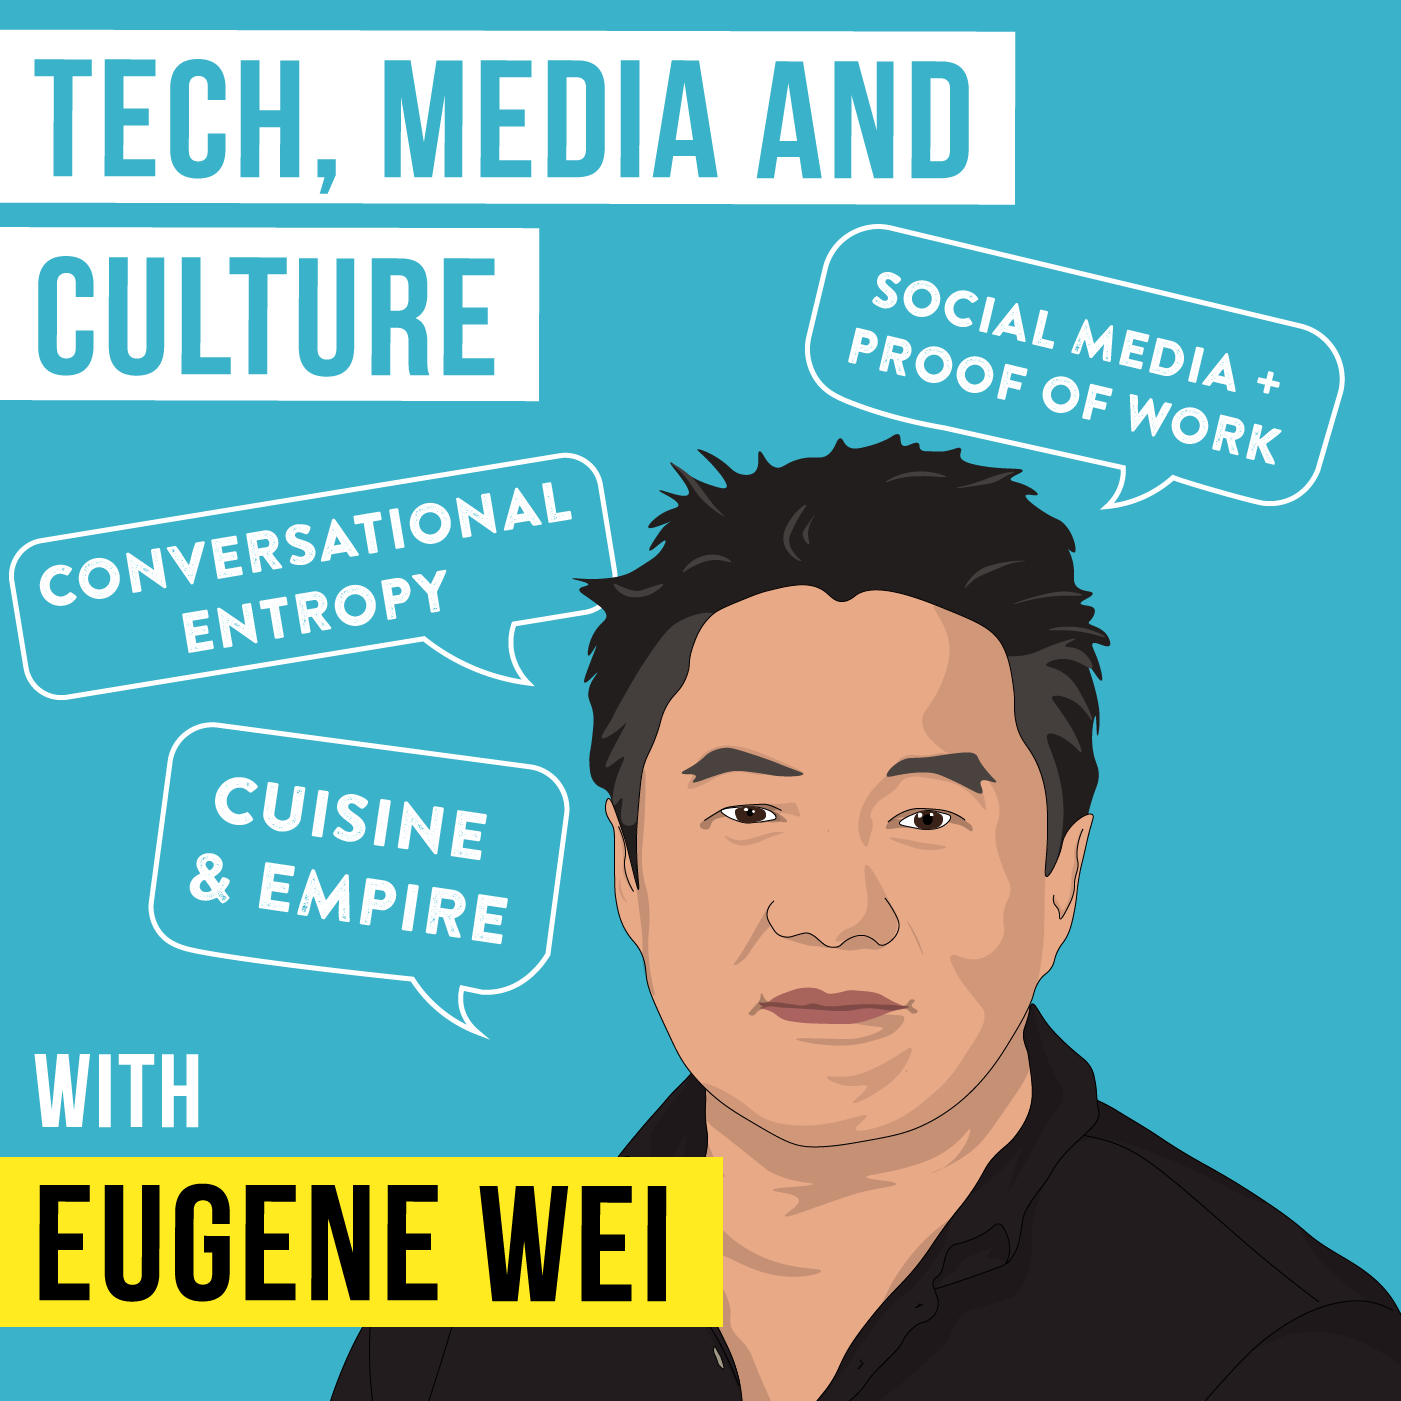 TECH, MEDIA AND
CULTURE
SOCIAL MEDIA +
PROOF OF WORK
CONVERSATIONAL
ENTROPY
CUISINE
& EMPIRE
WITH
EUGENE WEI